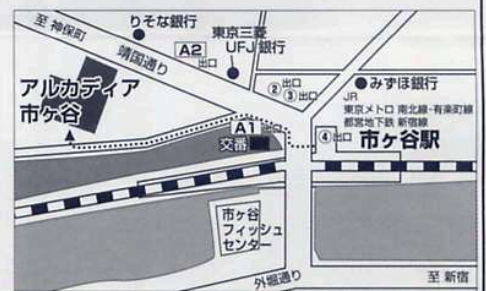 至 神保町
りそな銀行
靖国通り
A2 出口
東京三菱
UFJ銀行
アルカディア
市ヶ谷
② 出口
③ 出口
みずほ銀行
JR
東京メトロ 南北線・有楽町線
都営地下鉄 新宿線
市ヶ谷駅
A1 出口
交番
④ 出口
市ヶ谷
フィッシュ
センター
外堀通り
至 新宿